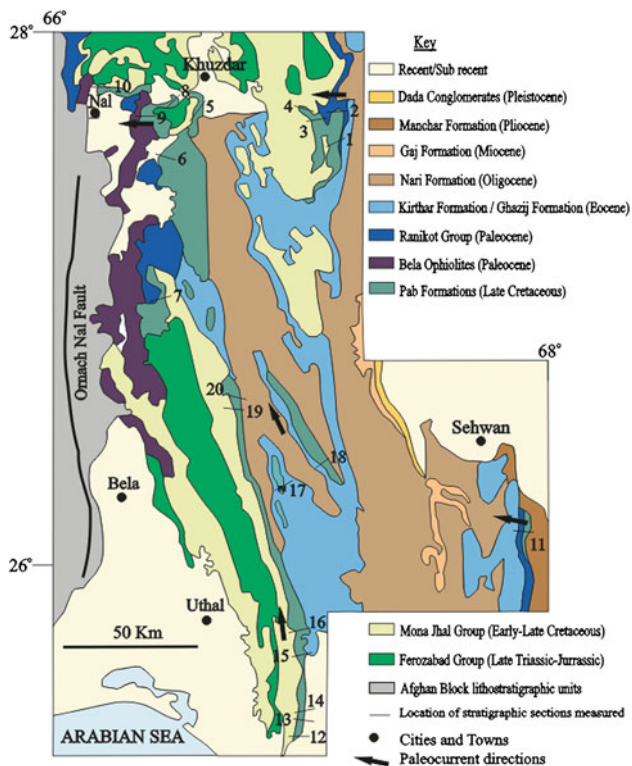 66°
28°
Khuzdar
Nal
10
8
5
9
6
4
3
2
1
7
Ornach Nal Fault
20
19
18
17
Bela
26°
Uthal
50 Km
16
15
14
13
12
ARABIAN SEA
68°
Sehwan
11
Key
Recent/Sub recent
Dada Conglomerates (Pleistocene)
Manchar Formation (Pliocene)
Gaj Formation (Miocene)
Nari Formation (Oligocene)
Kirthar Formation / Ghazij Formation (Eocene)
Ranikot Group (Paleocene)
Bela Ophiolites (Paleocene)
Pab Formations (Late Cretaceous)
Mona Jhal Group (Early-Late Cretaceous)
Ferozabad Group (Late Triassic-Jurrassic)
Afghan Block lithostratigraphic units
Location of stratigraphic sections measured
Cities and Towns
Paleocurrent directions